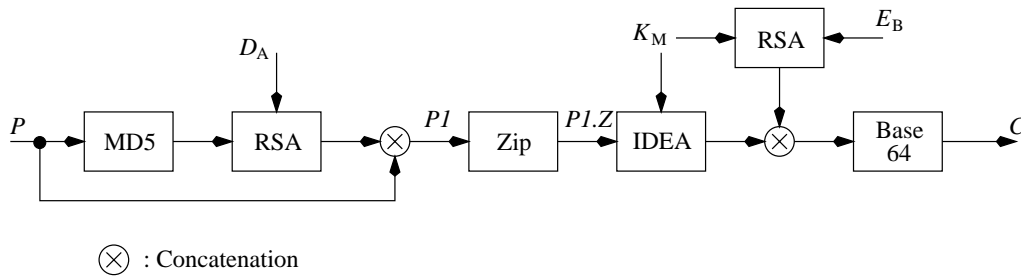 K_M
RSA
E_B
D_A
P
MD5
RSA
P1
Zip
P1.Z
IDEA
Base
64
C
: Concatenation